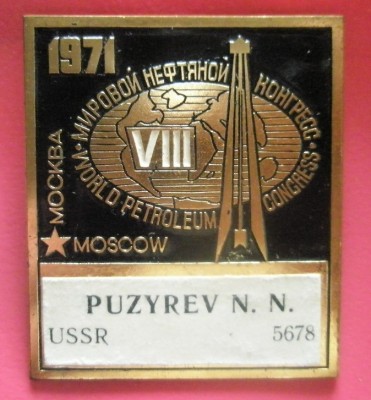 1971
МИРОВОЙ НЕФТЯНОЙ КОНГРЕСС
VIII
WORLD PETROLEUM CONGRESS
МОСКВА
MOSCOW
PUZYREV N. N.
USSR 5678